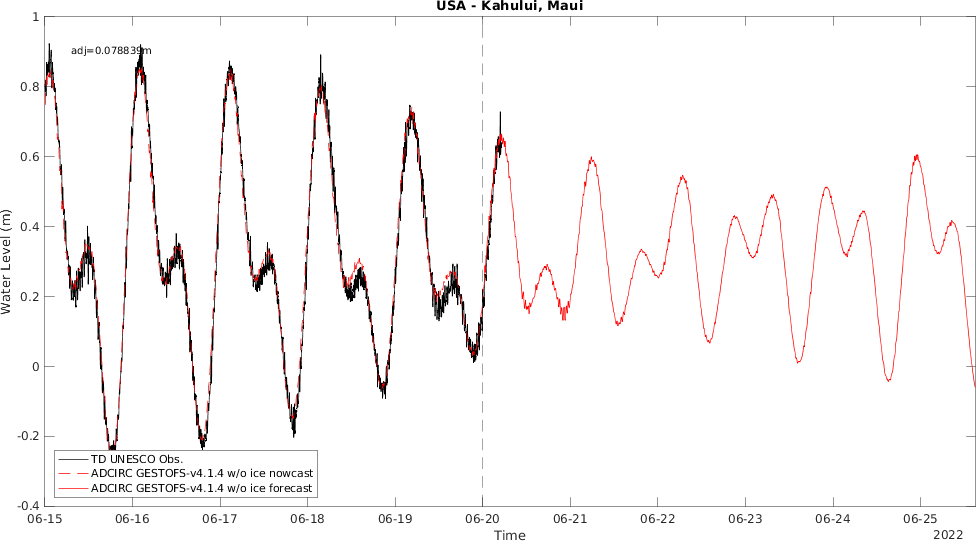 USA - Kahului, Maui
adj=0.078839m
Water Level (m)
1
0.8
0.6
0.4
0.2
0
-0.2
-0.4
TD UNESCO Obs.
ADCIRC GESTOFS-v4.1.4 w/o ice nowcast
ADCIRC GESTOFS-v4.1.4 w/o ice forecast
06-15 06-16 06-17 06-18 06-19 06-20 06-21 06-22 06-23 06-24 06-25
Time
2022